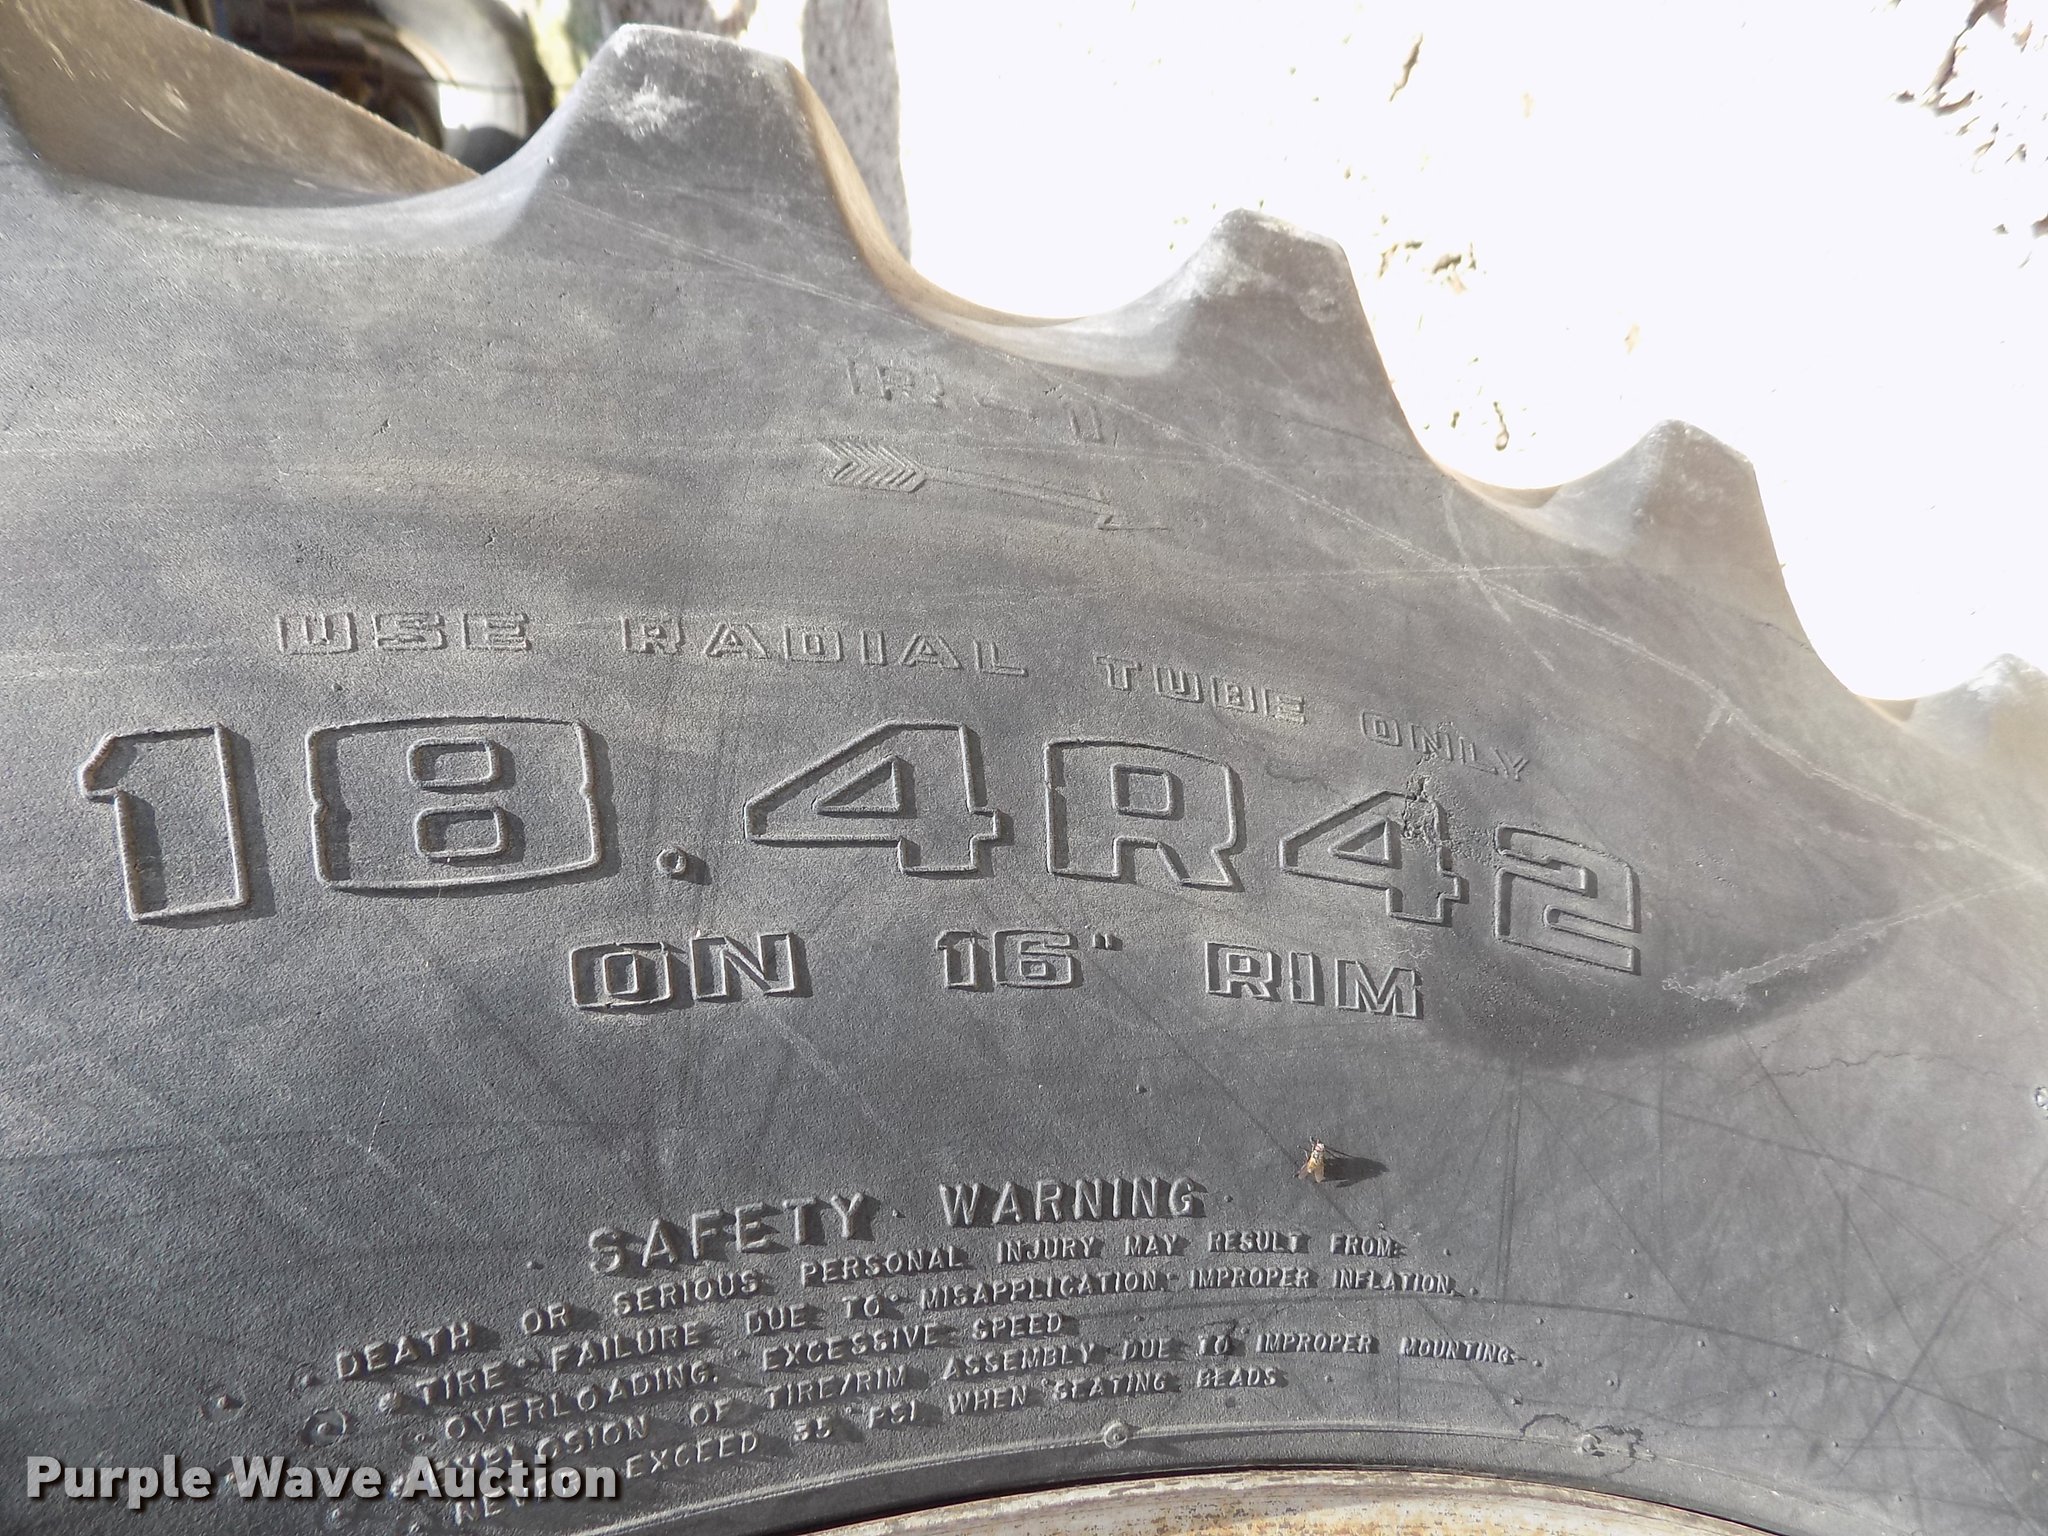 R-1
USE RADIAL TUBE ONLY
18.4R42
ON 16" RIM
SAFETY WARNING
DEATH OR SERIOUS PERSONAL INJURY MAY RESULT FROM:
TIRE FAILURE DUE TO MISAPPLICATION, IMPROPER INFLATION,
OVERLOADING, EXCESSIVE SPEED
EXPLOSION OF TIRE/RIM ASSEMBLY DUE TO IMPROPER MOUNTING.
NEVER EXCEED 35 PSI WHEN SEATING BEADS
Purple Wave Auction